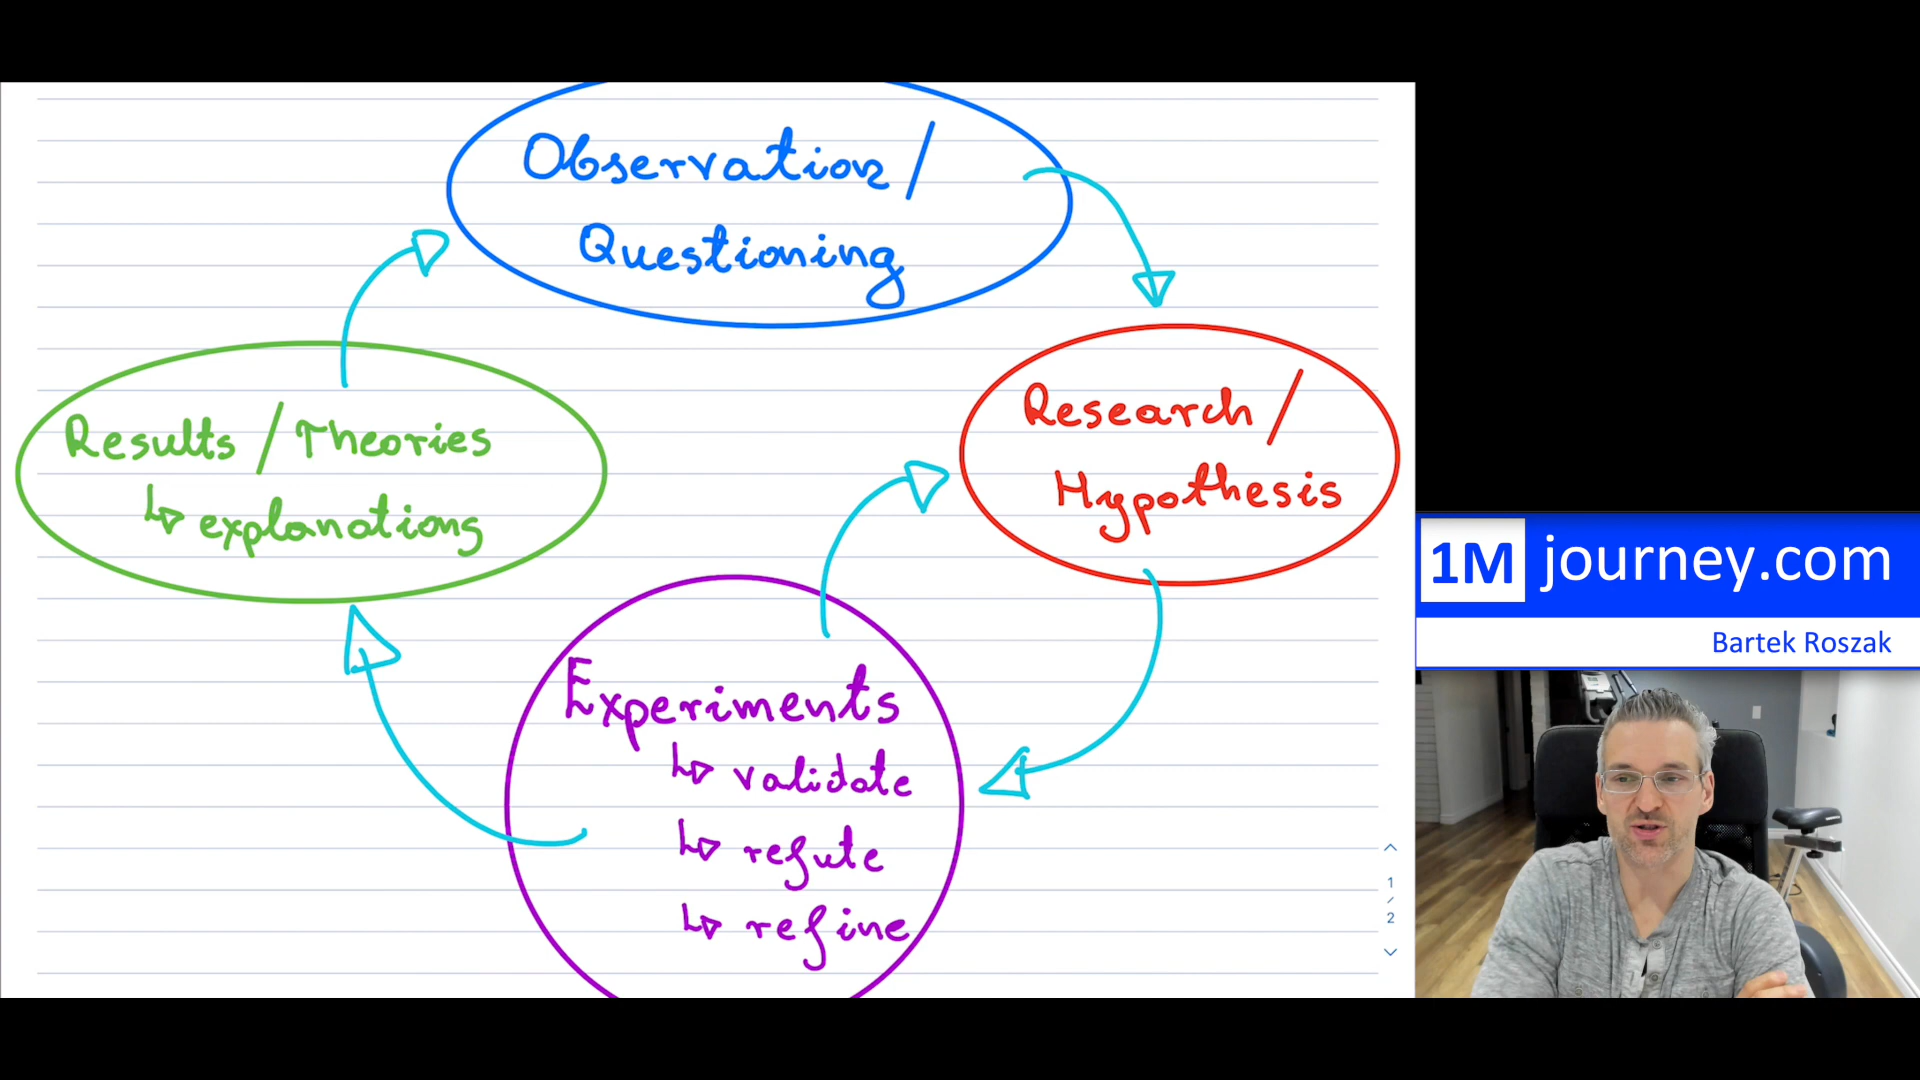 Observation /
Questioning
Research /
Hypothesis
Results / Theories
↳ explanations
Experiments
↳ validate
↳ refute
↳ refine
1
/
2
1M journey.com
Bartek Roszak